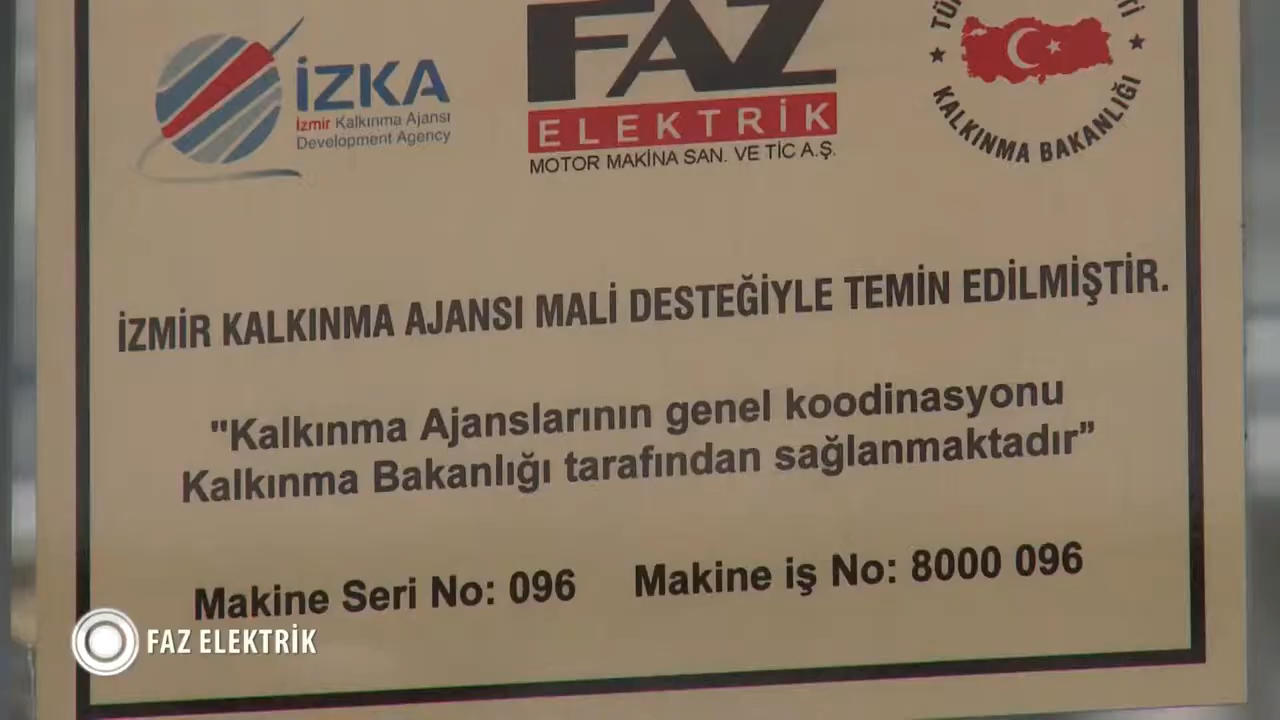 İZKA
İzmir Kalkınma Ajansı
Development Agency
FAZ
ELEKTRİK
MOTOR MAKİNA SAN. VE TİC A.Ş.
KALKINMA BAKANLIĞI
İZMİR KALKINMA AJANSI MALİ DESTEĞİYLE TEMİN EDİLMİŞTİR.
"Kalkınma Ajanslarının genel koodinasyonu
Kalkınma Bakanlığı tarafından sağlanmaktadır”
Makine Seri No: 096 Makine iş No: 8000 096
FAZ ELEKTRİK